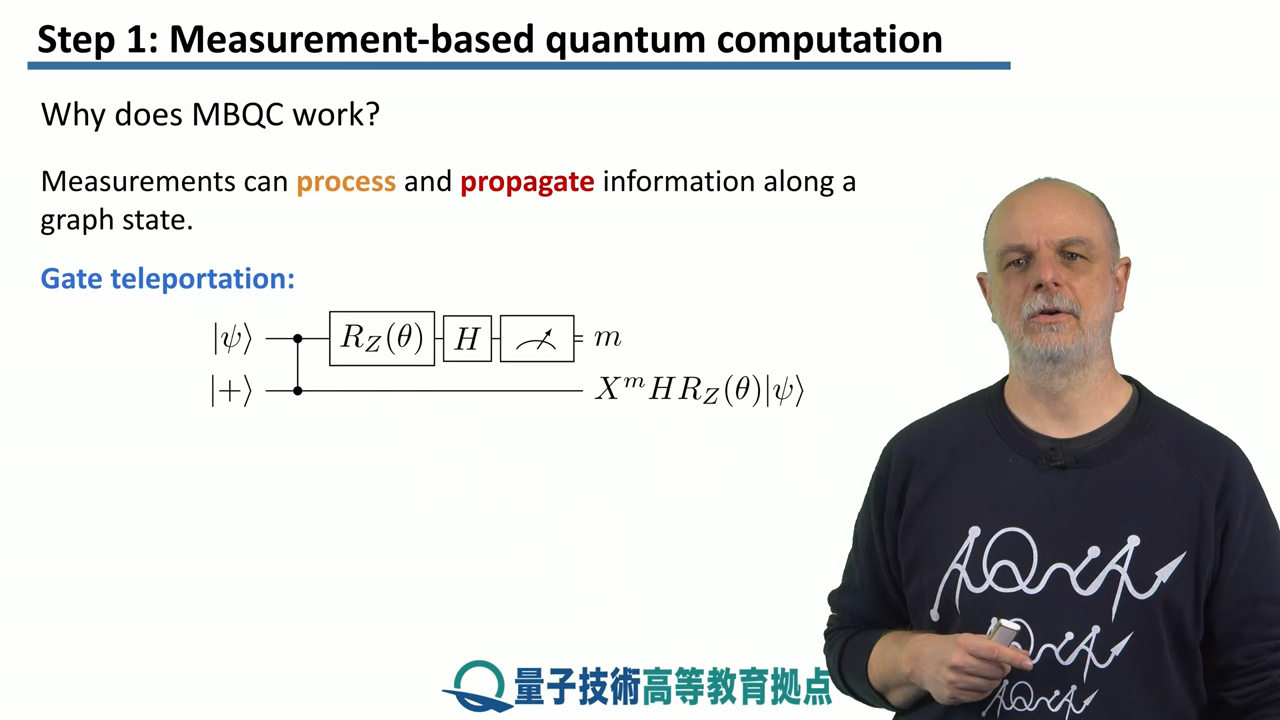 Step 1: Measurement-based quantum computation
Why does MBQC work?
Measurements can process and propagate information along a
graph state.
Gate teleportation:
|ψ⟩ R_Z(θ) H m
|+⟩ X^m H R_Z(θ)|ψ⟩
AQUA
量子技術高等教育拠点